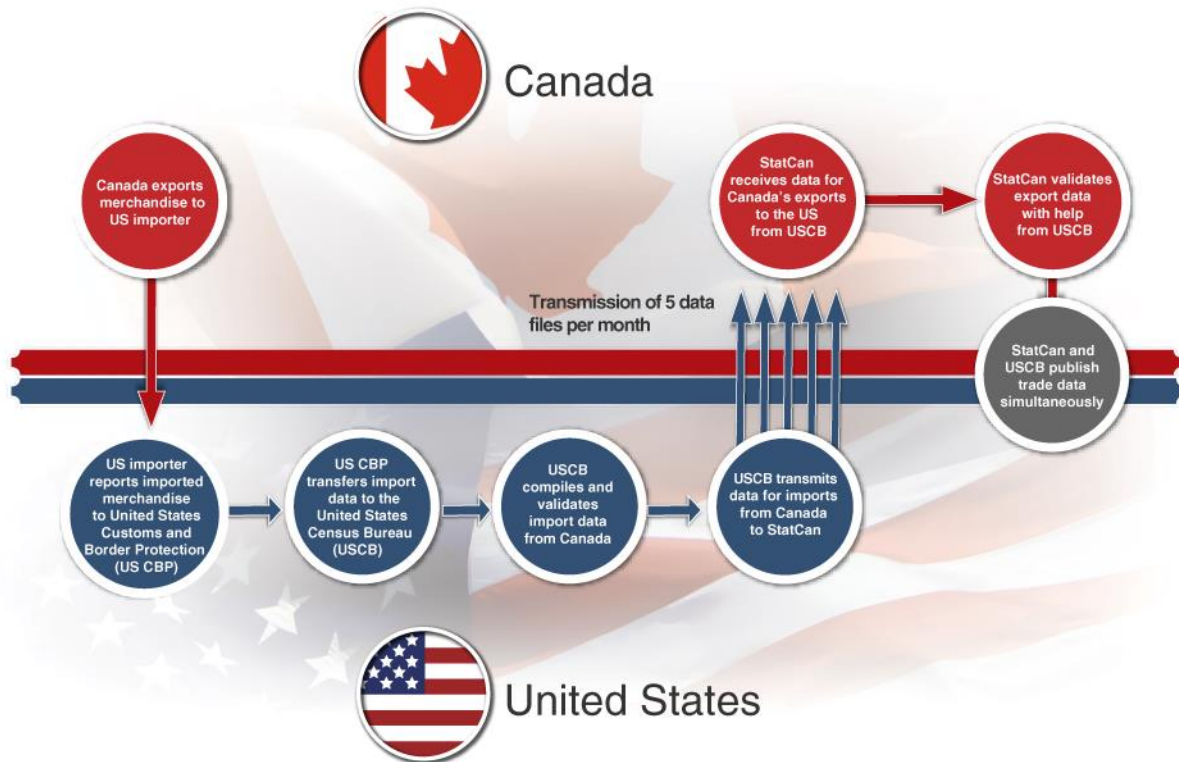 Canada
Canada exports
merchandise to
US importer
StatCan
receives data for
Canada's exports
to the US
from USCB
StatCan validates
export data
with help
from USCB
Transmission of 5 data
files per month
StatCan and
USCB publish
trade data
simultaneously
US importer
reports imported
merchandise
to United States
Customs and
Border Protection
(US CBP)
US CBP
transfers import
data to the
United States
Census Bureau
(USCB)
USCB
compiles and
validates
import data
from Canada
USCB transmits
data for imports
from Canada
to StatCan
United States